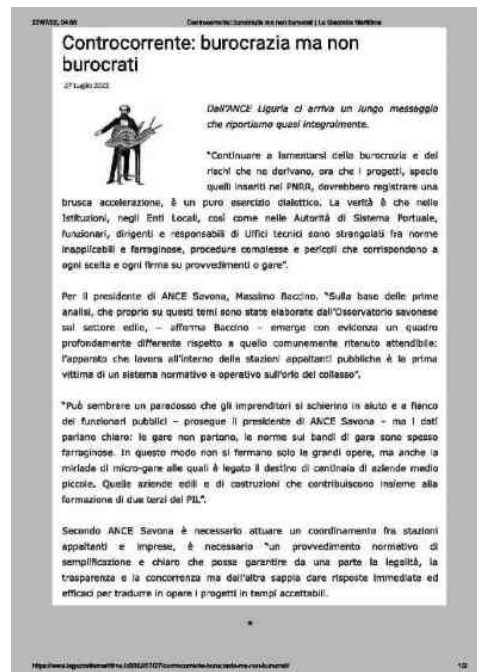 Controcorrente: burocrazia ma non burocrati | La Gazzetta Marittima
Controcorrente: burocrazia ma non
burocrati
27 Luglio 2022
Dall'ANCE Liguria ci arriva un lungo messaggio
che riportiamo quasi integralmente.
"Continuare a lamentarsi della burocrazia e dei
rischi che ne derivano, ora che i progetti, specie
quelli inseriti nel PNRR, dovrebbero registrare una
brusca accelerazione, è un puro esercizio dialettico. La verità è che nelle
Istituzioni, negli Enti Locali, così come nelle Autorità di Sistema Portuale,
funzionari, dirigenti e responsabili di Uffici tecnici sono strangolati fra norme
inapplicabili e farraginose, procedure complesse e pericoli che corrispondono a
ogni scelta e ogni firma su provvedimenti o gare".
Per il presidente di ANCE Savona, Massimo Baccino. "Sulla base delle prime
analisi, che proprio su questi temi sono state elaborate dall'Osservatorio savonese
sul settore edile, – afferma Baccino – emerge con evidenza un quadro
profondamente differente rispetto a quello comunemente ritenuto attendibile:
l'apparato che lavora all'interno delle stazioni appaltanti pubbliche è la prima
vittima di un sistema normativo e operativo sull'orlo del collasso".
"Può sembrare un paradosso che gli imprenditori si schierino in aiuto e a fianco
dei funzionari pubblici – prosegue il presidente di ANCE Savona – ma i dati
parlano chiaro: le gare non partono, le norme sui bandi di gara sono spesso
farraginose. In questo modo non si fermano solo le grandi opere, ma anche la
miriade di micro-gare alle quali è legato il destino di centinaia di aziende medio
piccole. Quelle aziende edili e di costruzioni che contribuiscono insieme alla
formazione di due terzi del PIL".
Secondo ANCE Savona è necessario attuare un coordinamento fra stazioni
appaltanti e imprese, è necessario "un provvedimento normativo di
semplificazione e chiaro che possa garantire da una parte la legalità, la
trasparenza e la concorrenza ma dall'altra sappia dare risposte immediate ed
efficaci per tradurre in opere i progetti in tempi accettabili.